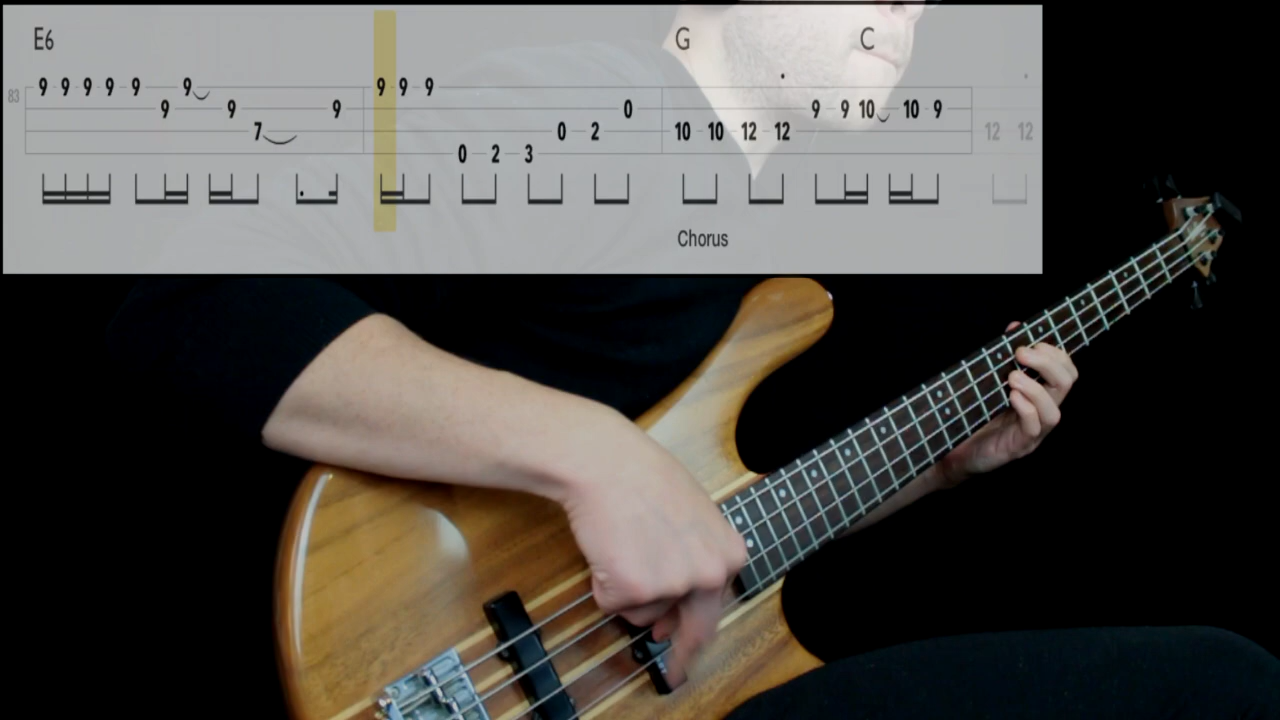 E6 G C
9 9 9 9 9 9 9 9 9
83
9 9 9 0 9 9 10 10 9
7 0 2 10 10 12 12 12 12
0 2 3
Chorus